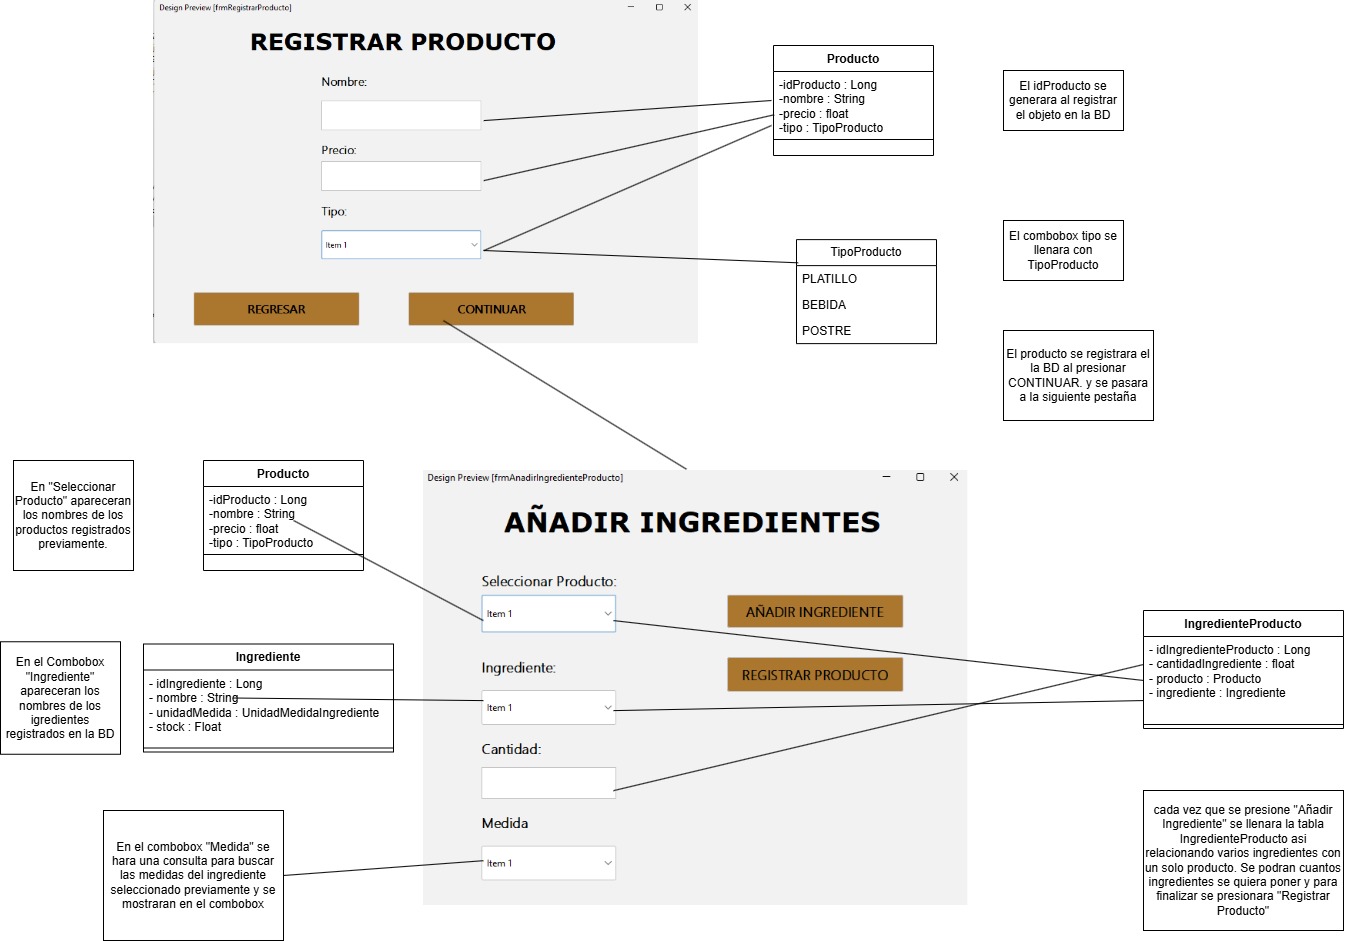 Design Preview [frmRegistrarProducto]
REGISTRAR PRODUCTO
Nombre:
Precio:
Tipo:
Item 1
REGRESAR
CONTINUAR
Producto
-idProducto : Long
-nombre : String
-precio : float
-tipo : TipoProducto
El idProducto se
generara al registrar
el objeto en la BD
TipoProducto
PLATILLO
BEBIDA
POSTRE
El combobox tipo se
llenara con
TipoProducto
El producto se registrara el
la BD al presionar
CONTINUAR. y se pasara
a la siguiente pestaña
En "Seleccionar
Producto" apareceran
los nombres de los
productos registrados
previamente.
Producto
-idProducto : Long
-nombre : String
-precio : float
-tipo : TipoProducto
Design Preview [frmAnadirIngredienteProducto]
AÑADIR INGREDIENTES
Seleccionar Producto:
Item 1
AÑADIR INGREDIENTE
Ingrediente:
Item 1
REGISTRAR PRODUCTO
Cantidad:
Medida
Item 1
En el Combobox
"Ingrediente"
apareceran los
nombres de los
igredientes
registrados en la BD
Ingrediente
- idIngrediente : Long
- nombre : String
- unidadMedida : UnidadMedidaIngrediente
- stock : Float
En el combobox "Medida" se
hara una consulta para buscar
las medidas del ingrediente
seleccionado previamente y se
mostraran en el combobox
IngredienteProducto
- idIngredienteProducto : Long
- cantidadIngrediente : float
- producto : Producto
- ingrediente : Ingrediente
cada vez que se presione "Añadir
Ingrediente" se llenara la tabla
IngredienteProducto asi
relacionando varios ingredientes con
un solo producto. Se podran cuantos
ingredientes se quiera poner y para
finalizar se presionara "Registrar
Producto"